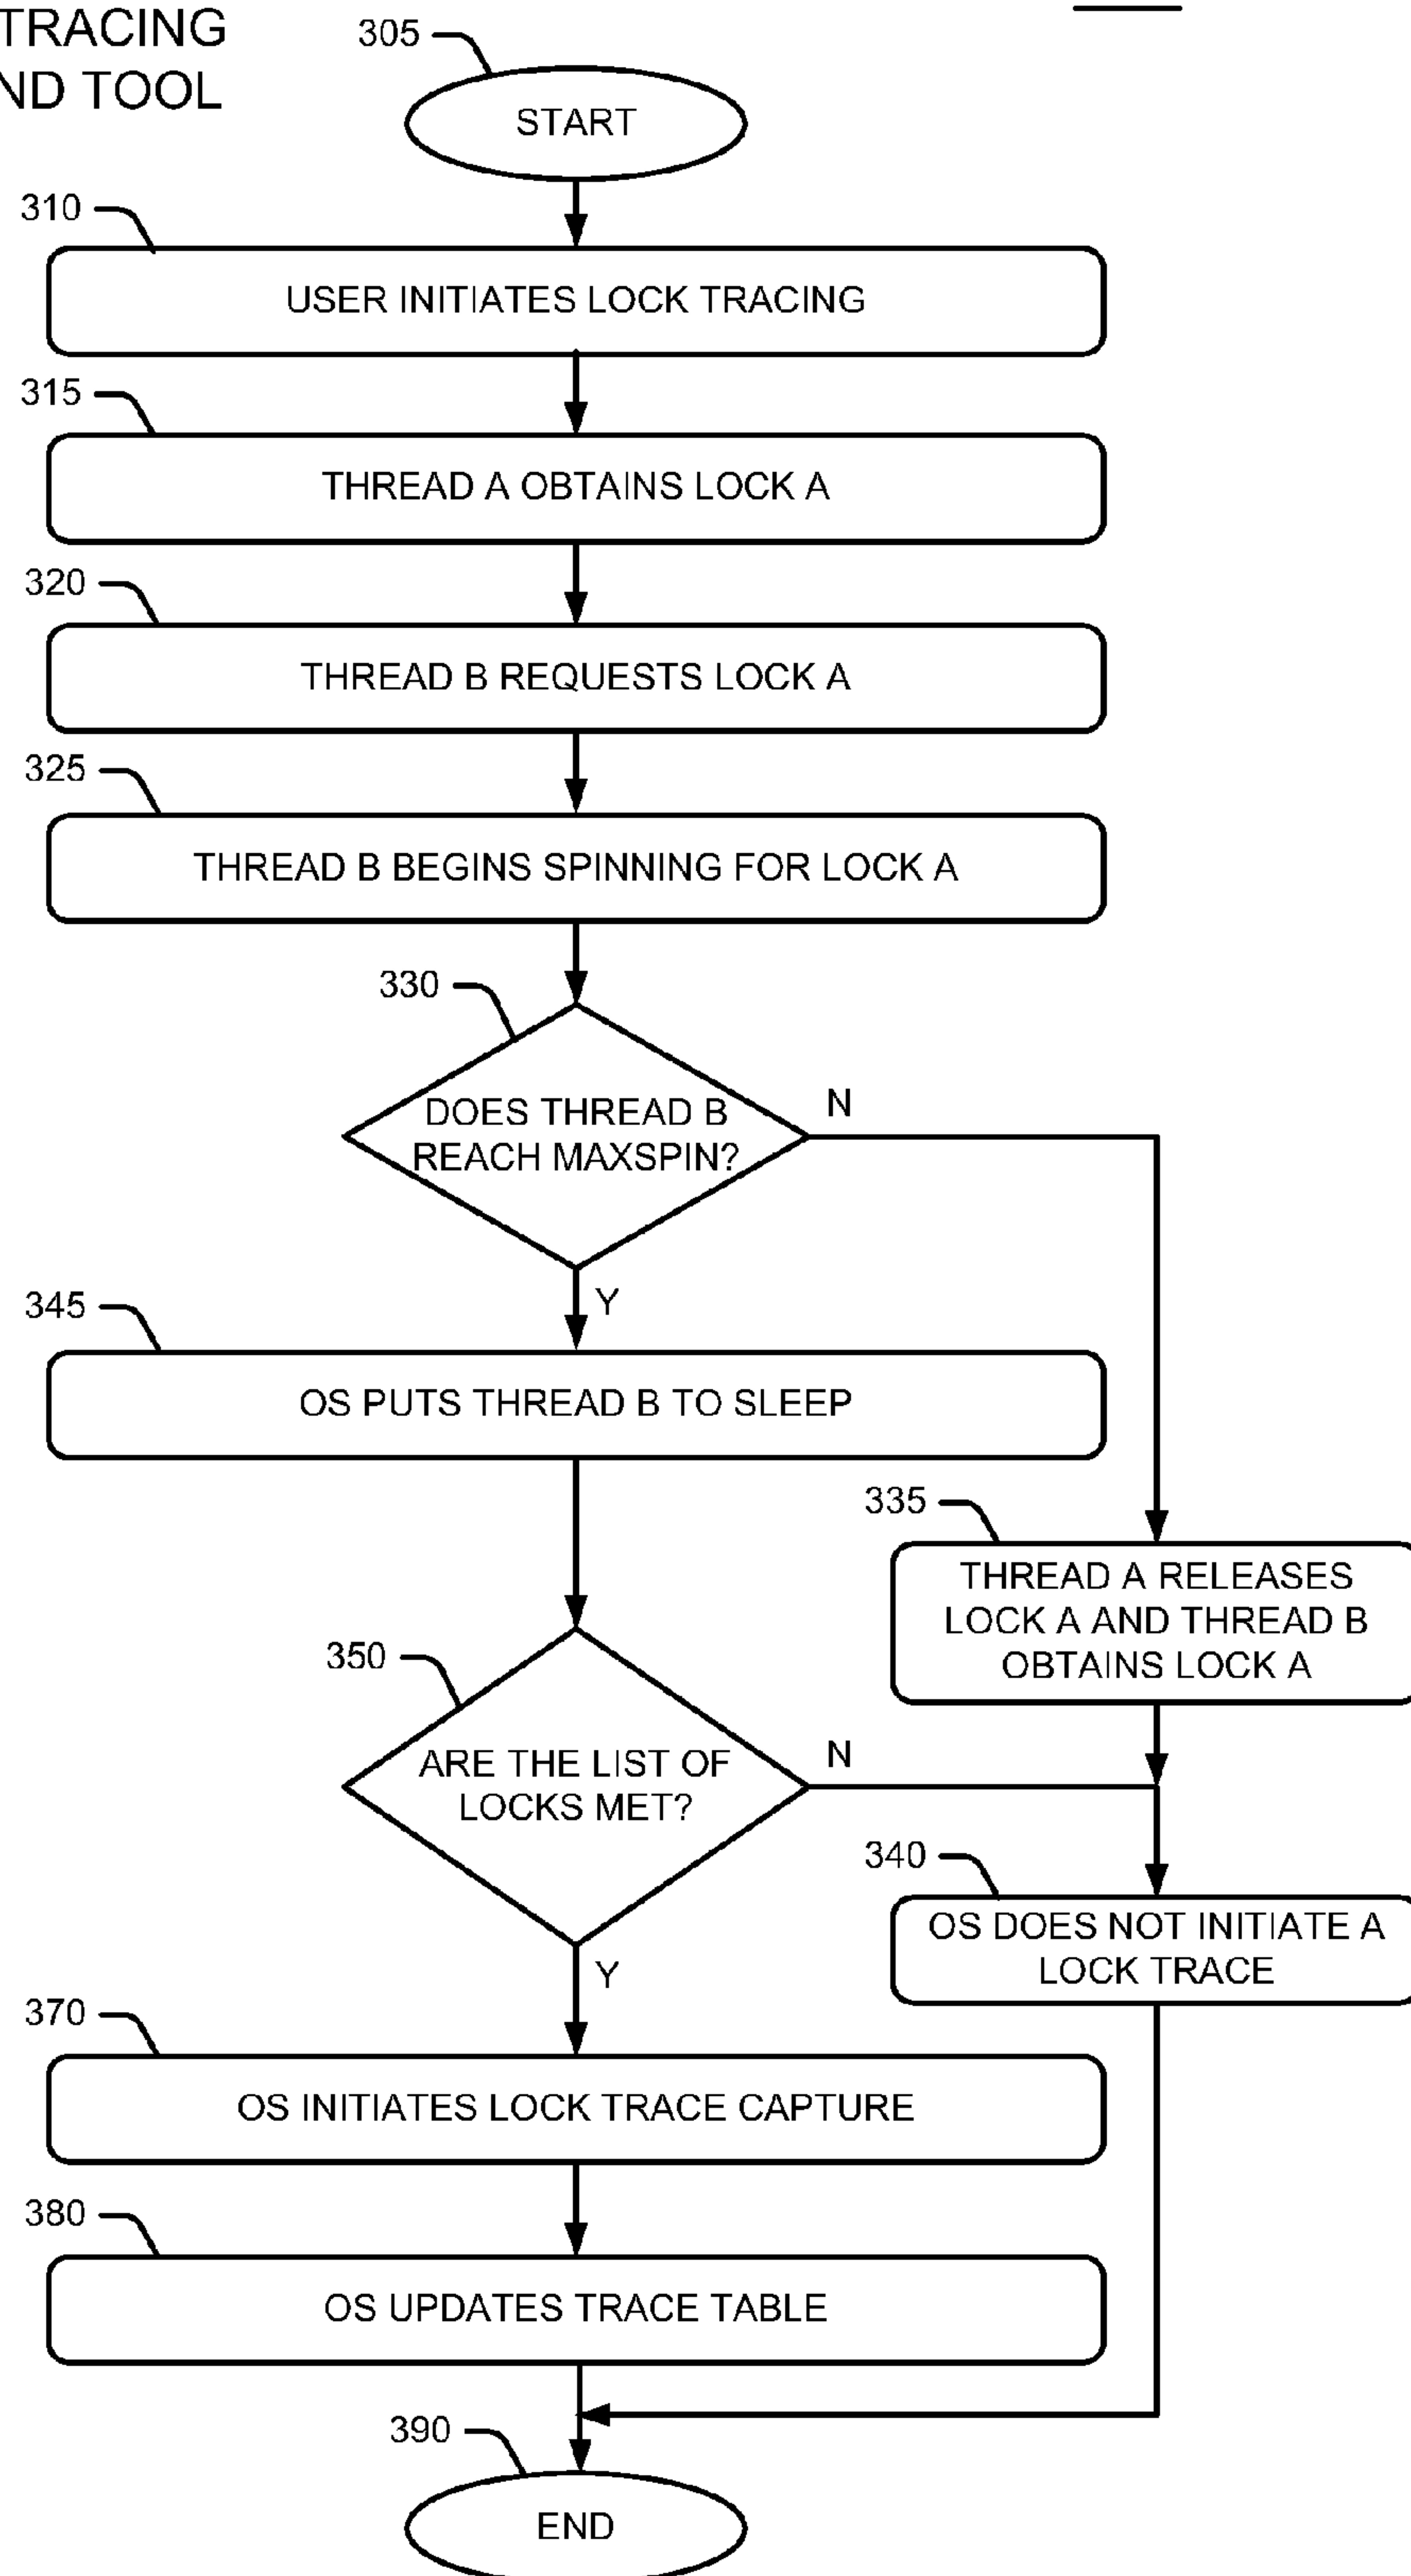 TRACING
ND TOOL
305
START
310
USER INITIATES LOCK TRACING
315
THREAD A OBTAINS LOCK A
320
THREAD B REQUESTS LOCK A
325
THREAD B BEGINS SPINNING FOR LOCK A
330
DOES THREAD B
REACH MAXSPIN?
N
Y
345
OS PUTS THREAD B TO SLEEP
335
THREAD A RELEASES
LOCK A AND THREAD B
OBTAINS LOCK A
350
ARE THE LIST OF
LOCKS MET?
N
Y
340
OS DOES NOT INITIATE A
LOCK TRACE
370
OS INITIATES LOCK TRACE CAPTURE
380
OS UPDATES TRACE TABLE
390
END